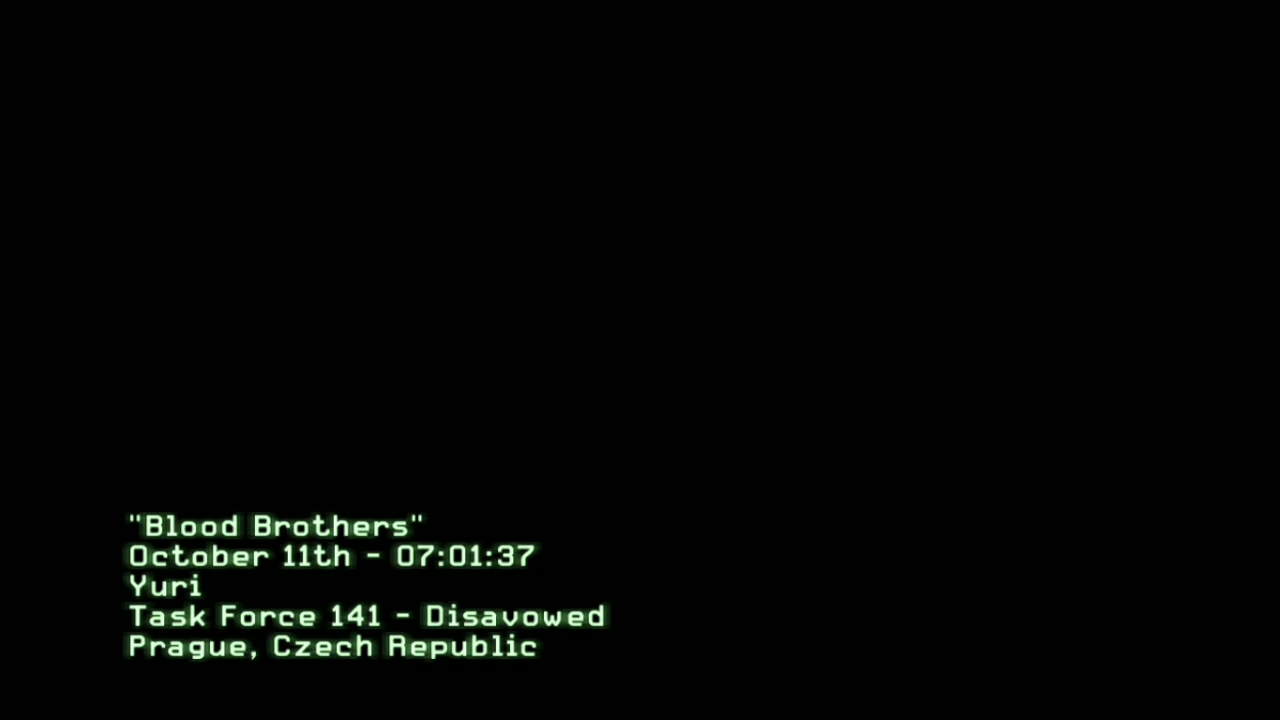 "Blood Brothers"
October 11th - 07:01:37
Yuri
Task Force 141 - Disavowed
Prague, Czech Republic